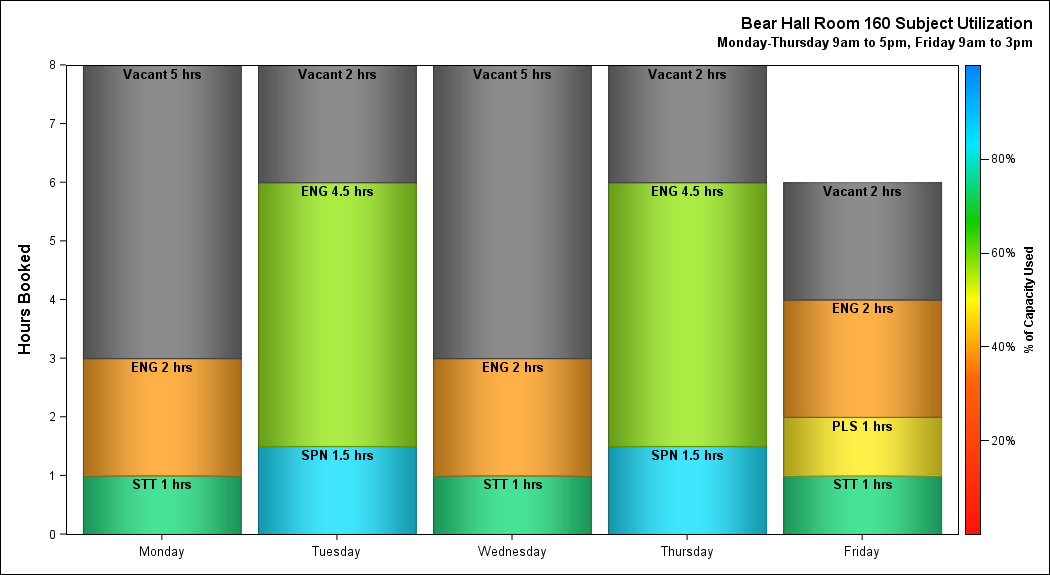 Bear Hall Room 160 Subject Utilization
Monday-Thursday 9am to 5pm, Friday 9am to 3pm
Hours Booked
8
7
6
5
4
3
2
1
0
Vacant 5 hrs
ENG 2 hrs
STT 1 hrs
Vacant 2 hrs
ENG 4.5 hrs
SPN 1.5 hrs
Vacant 5 hrs
ENG 2 hrs
STT 1 hrs
Vacant 2 hrs
ENG 4.5 hrs
SPN 1.5 hrs
Vacant 2 hrs
ENG 2 hrs
PLS 1 hrs
STT 1 hrs
Monday
Tuesday
Wednesday
Thursday
Friday
80%
60%
40%
20%
% of Capacity Used